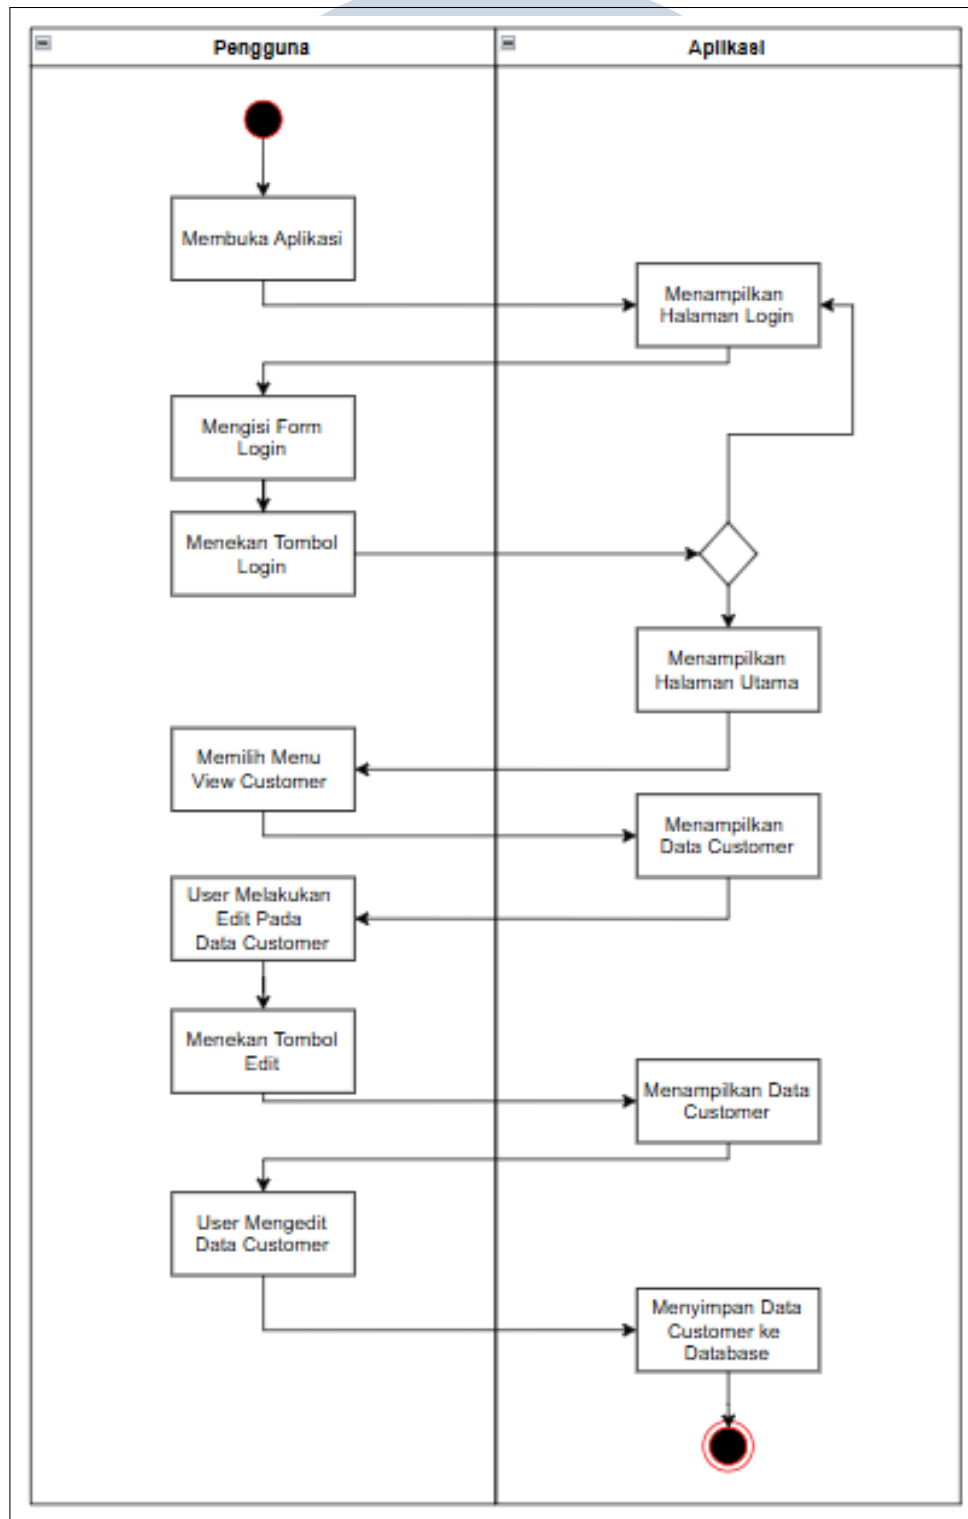 Pengguna
Aplikasi
Membuka Aplikasi
Menampilkan
Halaman Login
Mengisi Form
Login
Menekan Tombol
Login
Menampilkan
Halaman Utama
Memilih Menu
View Customer
Menampilkan
Data Customer
User Melakukan
Edit Pada
Data Customer
Menekan Tombol
Edit
Menampilkan Data
Customer
User Mengedit
Data Customer
Menyimpan Data
Customer ke
Database